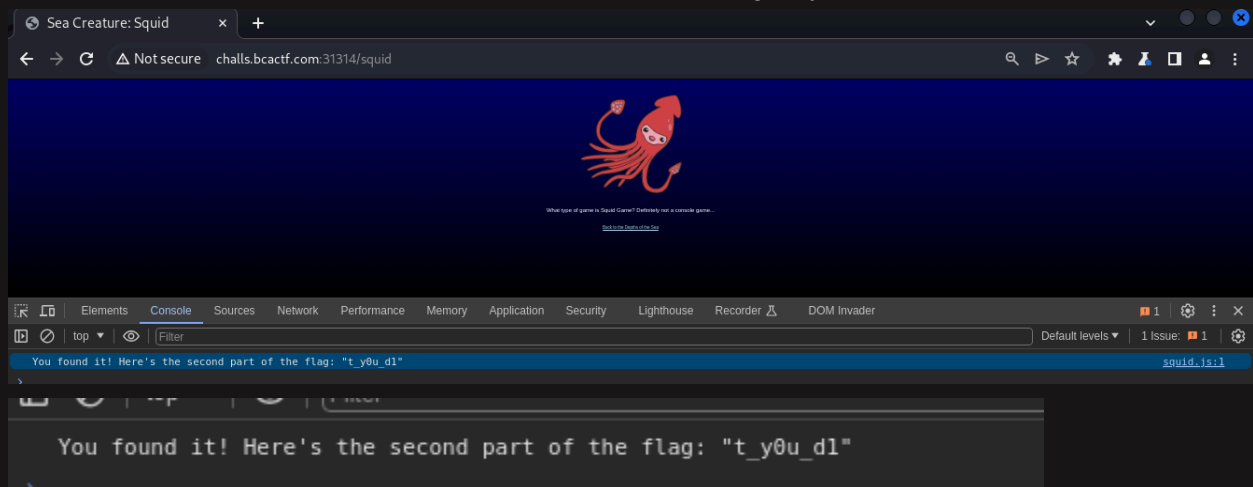 Sea Creature: Squid
Not secure challs.bcactf.com:31314/squid
What type of game is Squid Game? Definitely not a console game...
Back to the Depths of the Sea
Elements Console Sources Network Performance Memory Application Security Lighthouse Recorder DOM Invader 1
top Filter Default levels 1 Issue: 1
You found it! Here's the second part of the flag: "t_y0u_d1" squid.js:1
You found it! Here's the second part of the flag: "t_y0u_d1"